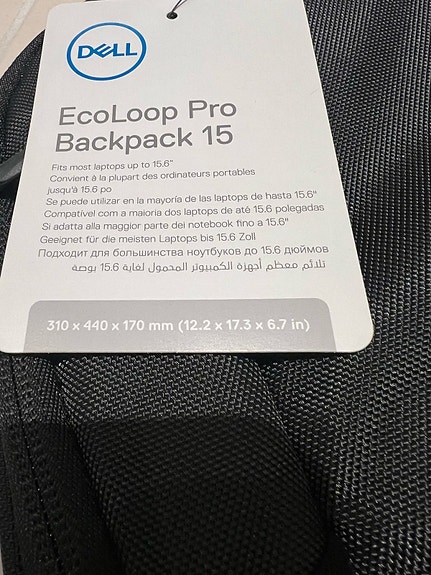 DELL
EcoLoop Pro
Backpack 15
Fits most laptops up to 15.6"
Convient à la plupart des ordinateurs portables
jusqu'à 15.6 po
Se puede utilizar en la mayoría de las laptops de hasta 15.6"
Compatível com a maioria dos laptops de até 15.6 polegadas
Si adatta alla maggior parte dei notebook fino a 15.6"
Geeignet für die meisten Laptops bis 15.6 Zoll
Подходит для большинства ноутбуков до 15.6 дюймов
تلائم معظم أجهزة الكمبيوتر المحمول لغاية 15.6 بوصة
310 x 440 x 170 mm (12.2 x 17.3 x 6.7 in)